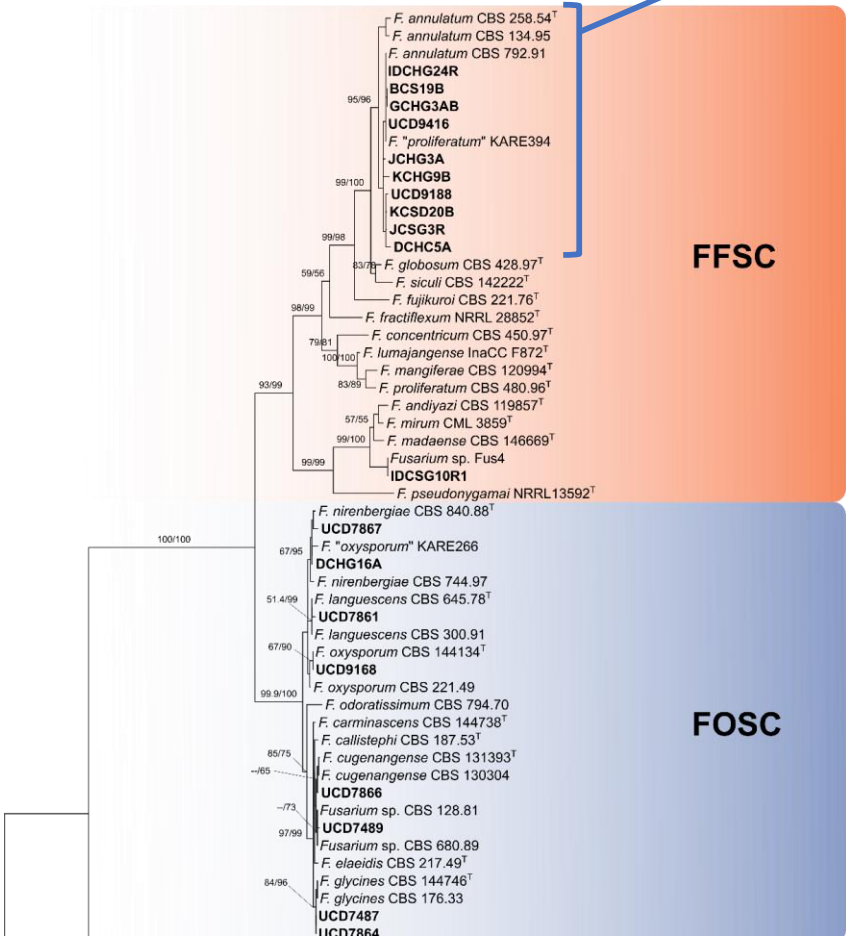 F. annulatum CBS 258.54ᵀ
F. annulatum CBS 134.95
F. annulatum CBS 792.91
IDCHG24R
BCS19B
95/96
GCHG3AB
UCD9416
F. "proliferatum" KARE394
JCHG3A
KCHG9B
99/100
UCD9188
KCSD20B
JCSG3R
99/98
DCHC5A
FFSC
F. globosum CBS 428.97ᵀ
59/56
F. siculi CBS 142222ᵀ
F. fujikuroi CBS 221.76ᵀ
98/99
F. fractiflexum NRRL 28852ᵀ
F. concentricum CBS 450.97ᵀ
79/81
F. lumajangense InaCC F872ᵀ
100/100
F. mangiferae CBS 120994ᵀ
93/99
83/89
F. proliferatum CBS 480.96ᵀ
F. andiyazi CBS 119857ᵀ
57/55
F. mirum CML 3859ᵀ
99/100
F. madaense CBS 146669ᵀ
Fusarium sp. Fus4
99/99
IDCSG10R1
F. pseudonygamai NRRL13592ᵀ
F. nirenbergiae CBS 840.88ᵀ
UCD7867
100/100
67/95
F. "oxysporum" KARE266
DCHG16A
F. nirenbergiae CBS 744.97
51.4/99
F. languescens CBS 645.78ᵀ
UCD7861
F. languescens CBS 300.91
67/90
F. oxysporum CBS 144134ᵀ
UCD9168
F. oxysporum CBS 221.49
99.9/100
F. odoratissimum CBS 794.70
F. carminascens CBS 144738ᵀ
FOSC
F. callistephi CBS 187.53ᵀ
85/75
F. cugenangense CBS 131393ᵀ
--/65
F. cugenangense CBS 130304
UCD7866
--/73
Fusarium sp. CBS 128.81
UCD7489
97/99
Fusarium sp. CBS 680.89
F. elaeidis CBS 217.49ᵀ
84/96
F. glycines CBS 144746ᵀ
F. glycines CBS 176.33
UCD7487
UCD7864